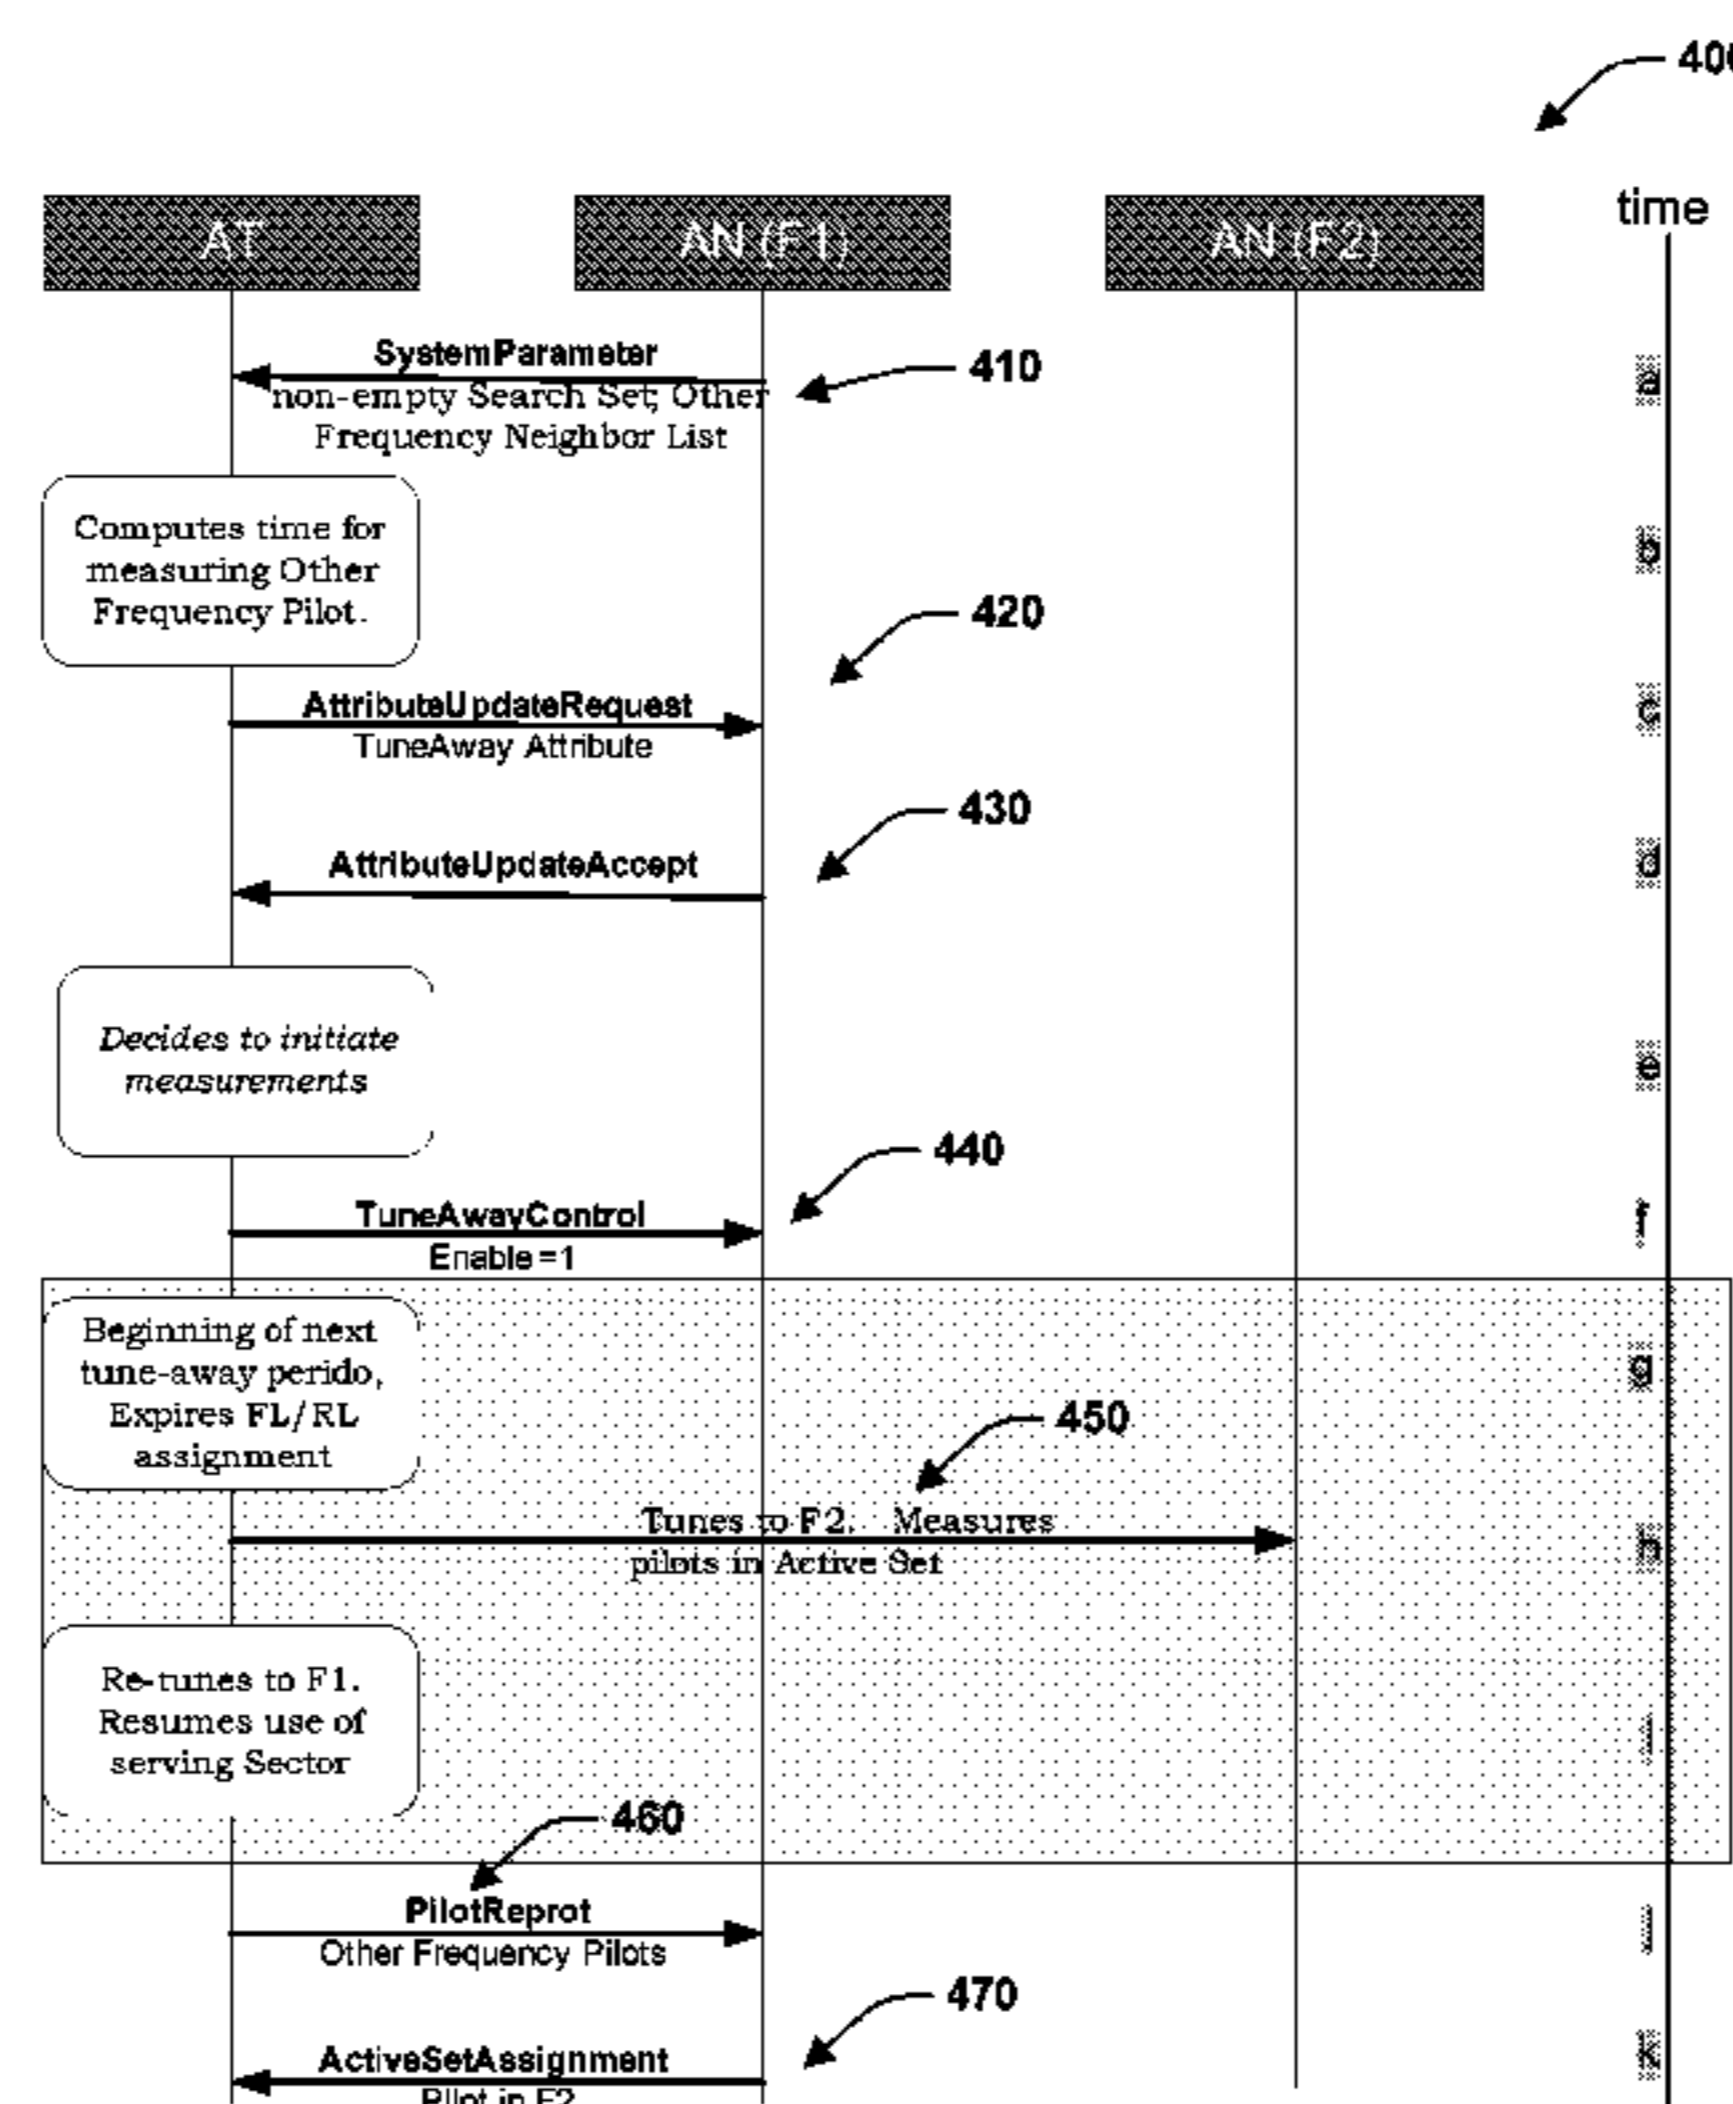 400
time
AT
AN (F1)
AN (F2)
SystemParameter
410
a
non-empty Search Set; Other
Frequency Neighbor List
Computes time for
measuring Other
Frequency Pilot.
b
420
AttributeUpdateRequest
c
TuneAway Attribute
430
AttributeUpdateAccept
d
Decides to initiate
measurements
e
440
TuneAwayControl
f
Enable=1
Beginning of next
tune-away perido,
Expires FL/RL
assignment
g
450
Tunes to F2. Measures
pilots in Active Set
h
Re-tunes to F1.
Resumes use of
serving Sector
i
460
PilotReprot
j
Other Frequency Pilots
470
ActiveSetAssignment
k
Pilot in F2